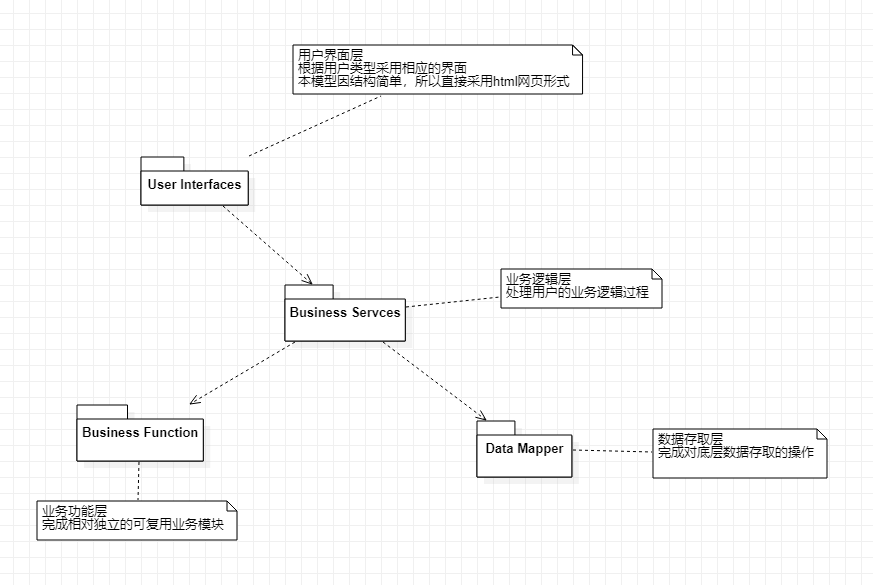 用户界面层
根据用户类型采用相应的界面
本模型因结构简单，所以直接采用html网页形式
User Interfaces
业务逻辑层
处理用户的业务逻辑过程
Business Servces
Business Function
Data Mapper
数据存取层
完成对底层数据存取的操作
业务功能层
完成相对独立的可复用业务模块